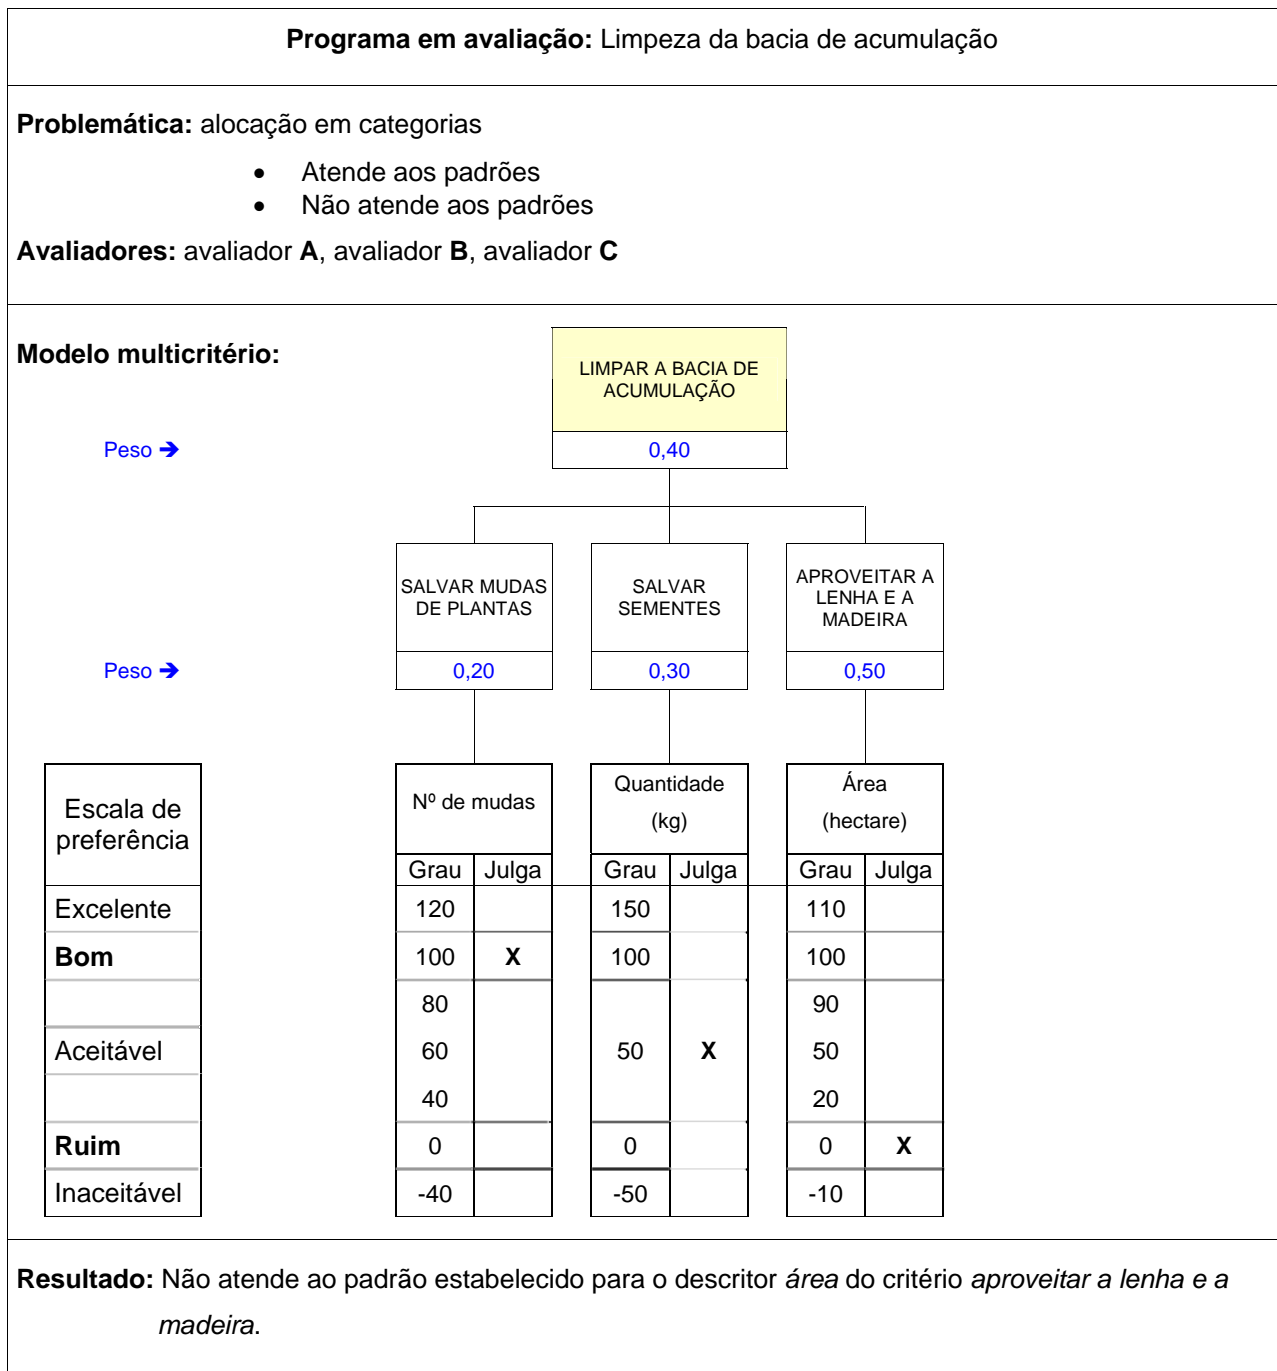 Programa em avaliação: Limpeza da bacia de acumulação
Problemática: alocação em categorias
• Atende aos padrões
• Não atende aos padrões
Avaliadores: avaliador A, avaliador B, avaliador C
Modelo multicritério:
LIMPAR A BACIA DE
ACUMULAÇÃO
Peso ➔ 0,40
SALVAR MUDAS
DE PLANTAS
SALVAR
SEMENTES
APROVEITAR A
LENHA E A
MADEIRA
Peso ➔ 0,20 0,30 0,50
Escala de
preferência
Nº de mudas
Quantidade
(kg)
Área
(hectare)
Grau Julga Grau Julga Grau Julga
Excelente 120 150 110
Bom 100 X 100 100
80 90
Aceitável 60 50 X 50
40 20
Ruim 0 0 0 X
Inaceitável -40 -50 -10
Resultado: Não atende ao padrão estabelecido para o descritor área do critério aproveitar a lenha e a
madeira.